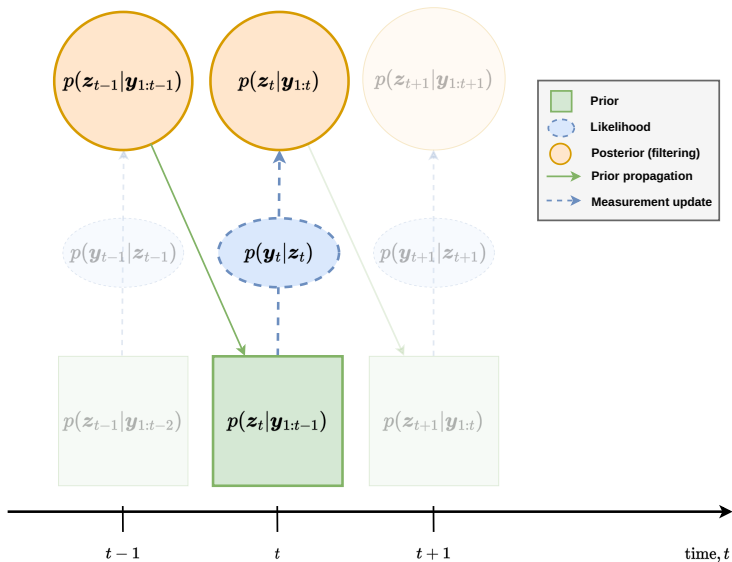 p(z_{t−1}|y_{1:t−1}) p(z_t|y_{1:t}) p(z_{t+1}|y_{1:t+1})
Prior
Likelihood
Posterior (filtering)
Prior propagation
Measurement update
p(y_{t−1}|z_{t−1}) p(y_t|z_t) p(y_{t+1}|z_{t+1})
p(z_{t−1}|y_{1:t−2}) p(z_t|y_{1:t−1}) p(z_{t+1}|y_{1:t})
t − 1 t t + 1 time, t